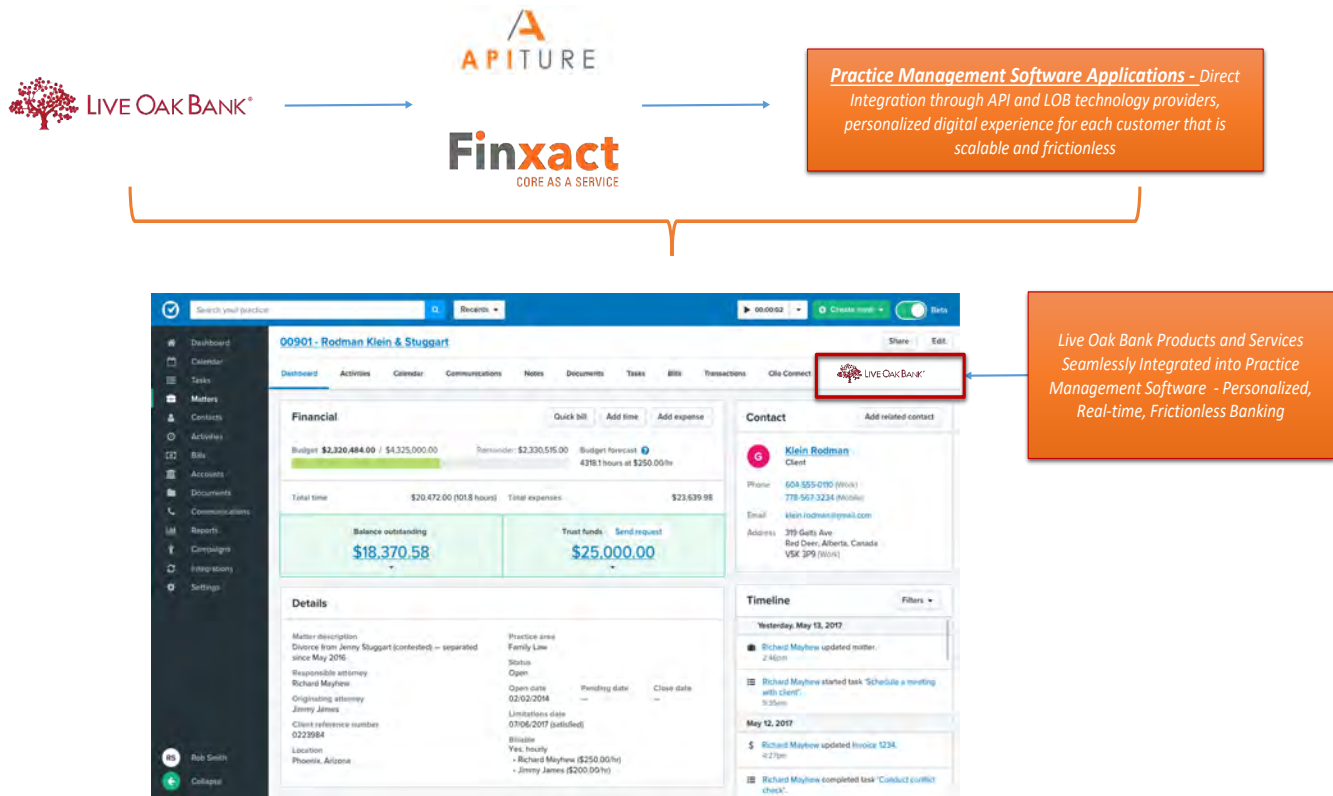 APITURE
LIVE OAK BANK®
Finxact
CORE AS A SERVICE
Practice Management Software Applications - Direct
Integration through API and LOB technology providers,
personalized digital experience for each customer that is
scalable and frictionless
Search your practice
Recents
00:00:02
Create new
Beta
Dashboard
Calendar
Tasks
Matters
Contacts
Activities
Bills
Accounts
Documents
Communications
Reports
Campaigns
Integrations
Settings
RS Rob Smith
Collapse
00901 - Rodman Klein & Stuggart
Share Edit
Dashboard Activities Calendar Communications Notes Documents Tasks Bills Transactions Clio Connect LIVE OAK BANK®
Financial
Quick bill Add time Add expense
Budget $2,320,484.00 / $4,325,000.00 Remainder: $2,330,515.00 Budget forecast
4318.1 hours at $250.00/hr
Total time $20,472.00 (101.8 hours) Total expenses $23,639.98
Balance outstanding
$18,370.58
Trust funds Send request
$25,000.00
Details
Matter description
Divorce from Jenny Stuggart (contested) — separated
since May 2016
Responsible attorney
Richard Mayhew
Originating attorney
Jimmy James
Client reference number
0223984
Location
Phoenix, Arizona
Practice area
Family Law
Status
Open
Open date Pending date Close date
02/02/2014 — —
Limitations date
07/06/2017 (satisfied)
Billable
Yes, hourly
- Richard Mayhew ($250.00/hr)
- Jimmy James ($200.00/hr)
Contact
Add related contact
G
Klein Rodman
Client
Phone 604-555-0110 (Work)
778-567-3234 (Mobile)
Email klein.rodman@gmail.com
Address 319 Gatts Ave
Red Deer, Alberta, Canada
V5K 3P9 (Work)
Timeline
Filters
Yesterday, May 13, 2017
Richard Mayhew updated matter.
2:46pm
Richard Mayhew started task "Schedule a meeting
with client".
May 12, 2017
$ Richard Mayhew updated Invoice 1234.
4:27pm
Richard Mayhew completed task "Conduct conflict
check".
Live Oak Bank Products and Services
Seamlessly Integrated into Practice
Management Software - Personalized,
Real-time, Frictionless Banking